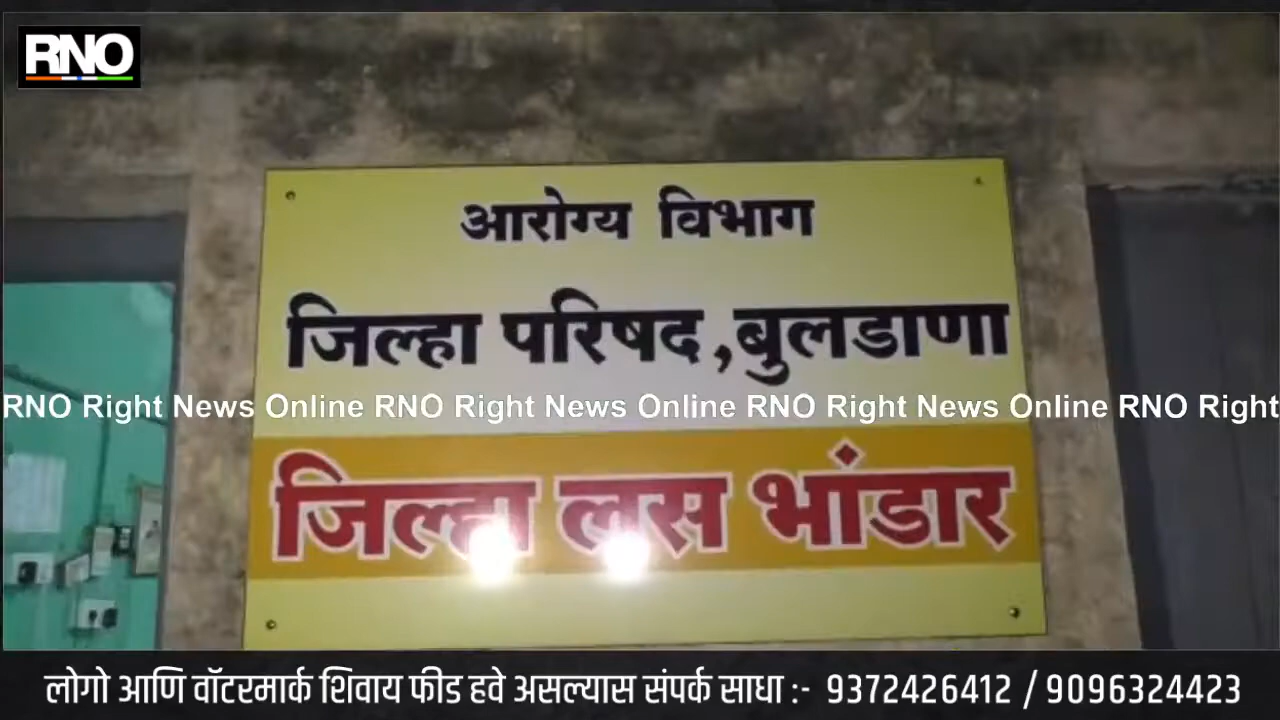 RNO
आरोग्य विभाग
जिल्हा परिषद,बुलडाणा
RNO Right News Online RNO Right News Online RNO Right News Online RNO Right
जिल्हा लस भांडार
लोगो आणि वॉटरमार्क शिवाय फीड हवे असल्यास संपर्क साधा :- 9372426412 / 9096324423